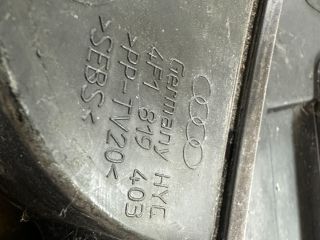 Germany HYC
4F1 819 403
>PP-TV20<
>SEBS<